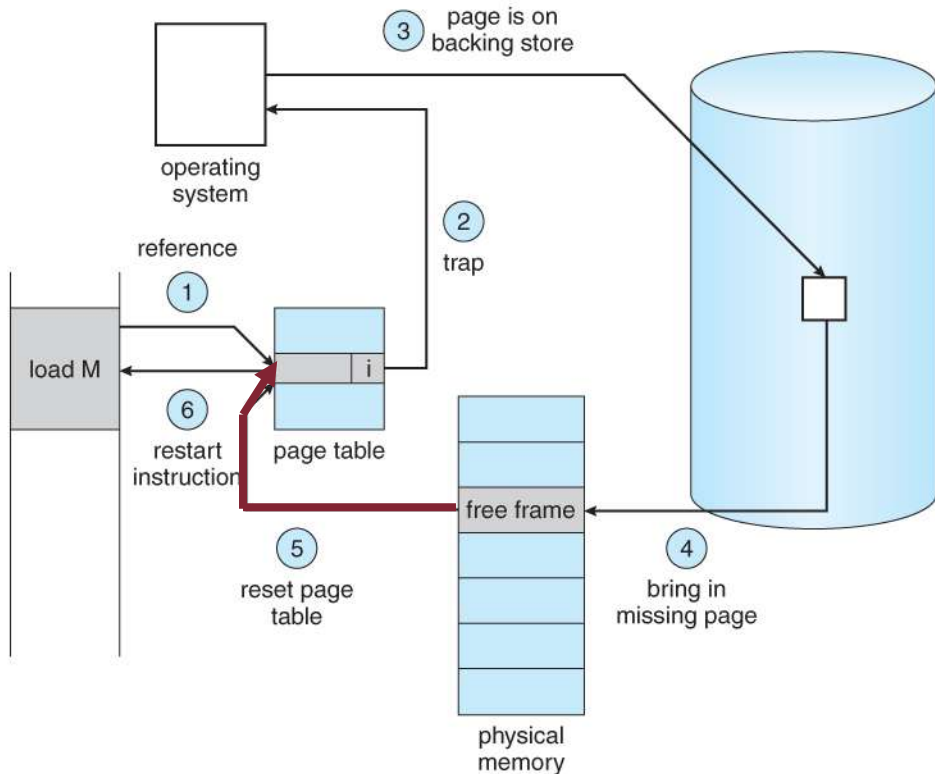 3
page is on
backing store
operating
system
2
trap
reference
1
load M
i
6
restart
instruction
page table
free frame
5
reset page
table
4
bring in
missing page
physical
memory